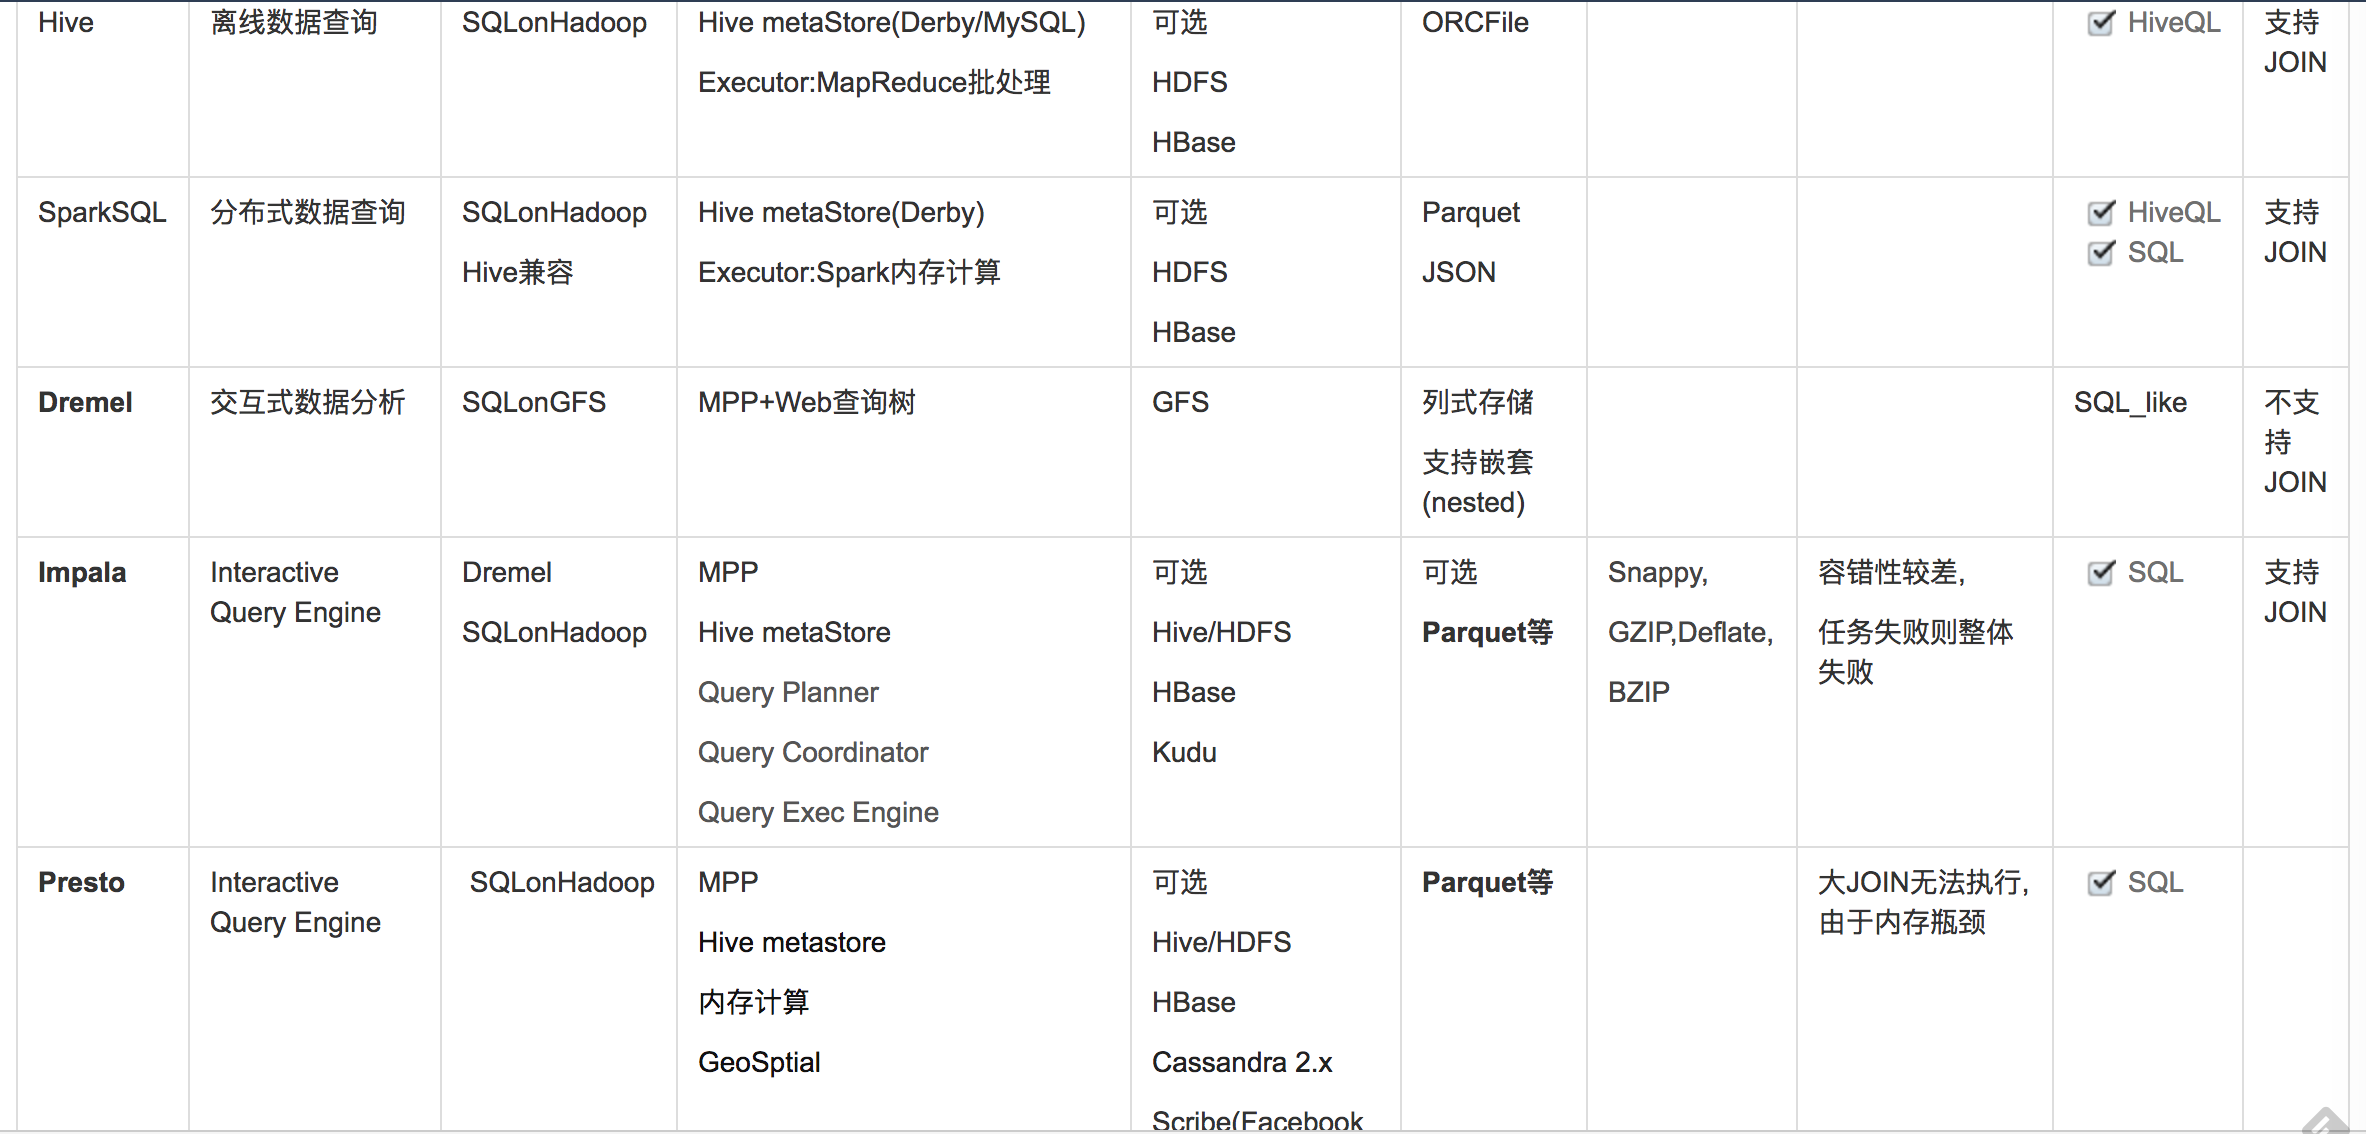 Hive
离线数据查询
SQLonHadoop
Hive metaStore(Derby/MySQL)
Executor:MapReduce批处理
可选
HDFS
HBase
ORCFile
HiveQL
支持
JOIN
SparkSQL
分布式数据查询
SQLonHadoop
Hive兼容
Hive metaStore(Derby)
Executor:Spark内存计算
可选
HDFS
HBase
Parquet
JSON
HiveQL
SQL
支持
JOIN
Dremel
交互式数据分析
SQLonGFS
MPP+Web查询树
GFS
列式存储
支持嵌套
(nested)
SQL_like
不支
持
JOIN
Impala
Interactive
Query Engine
Dremel
SQLonHadoop
MPP
Hive metaStore
Query Planner
Query Coordinator
Query Exec Engine
可选
Hive/HDFS
HBase
Kudu
可选
Parquet等
Snappy,
GZIP,Deflate,
BZIP
容错性较差,
任务失败则整体
失败
SQL
支持
JOIN
Presto
Interactive
Query Engine
SQLonHadoop
MPP
Hive metastore
内存计算
GeoSptial
可选
Hive/HDFS
HBase
Cassandra 2.x
Scribe(Facebook
Parquet等
大JOIN无法执行,
由于内存瓶颈
SQL